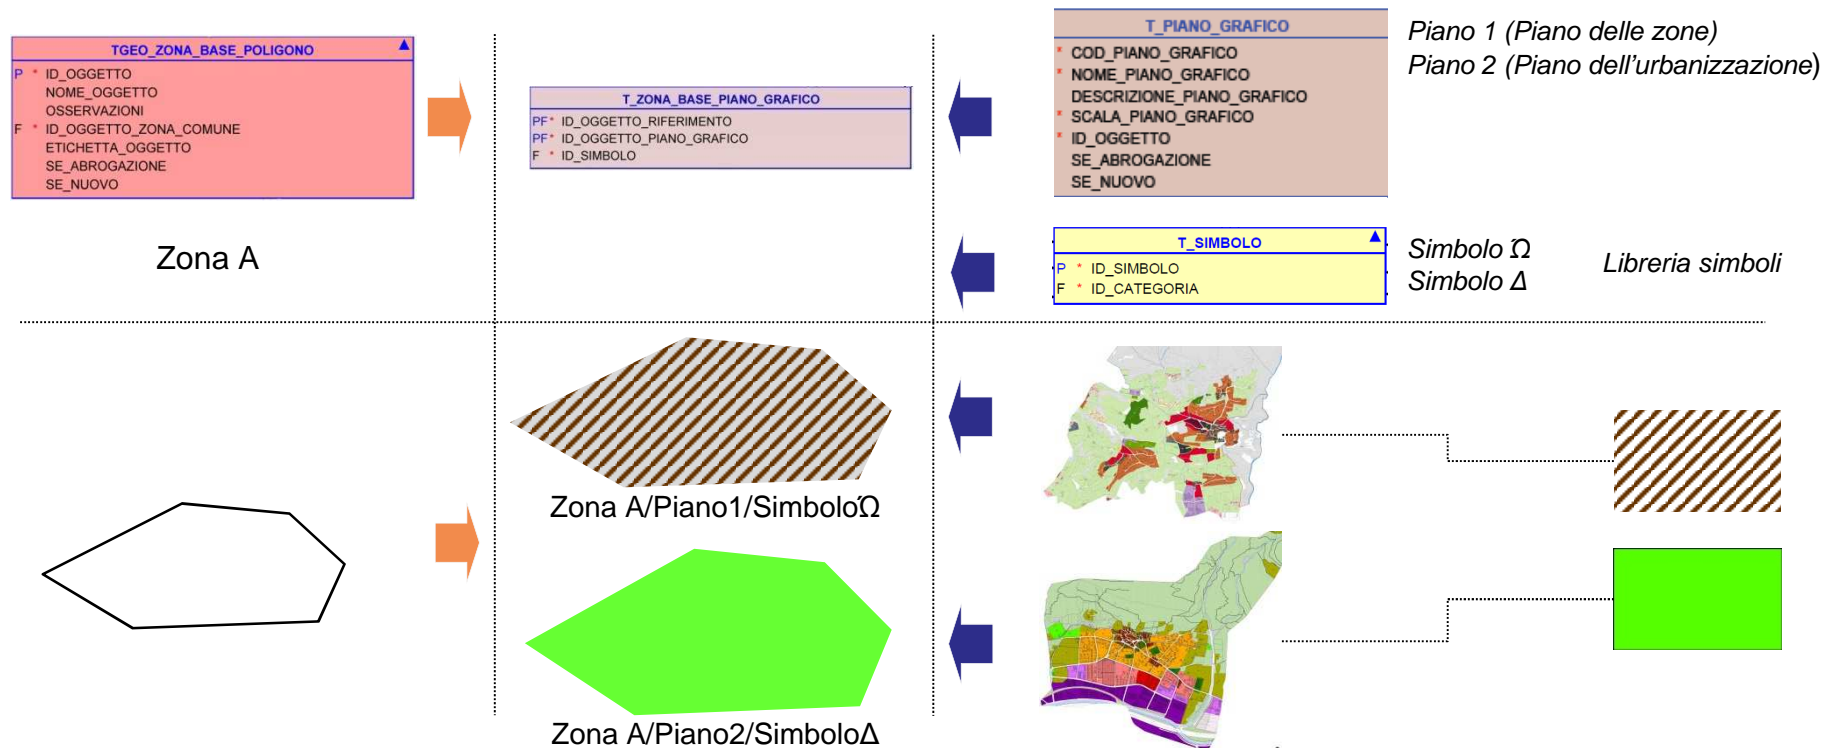 TGEO_ZONA_BASE_POLIGONO
P * ID_OGGETTO
NOME_OGGETTO
OSSERVAZIONI
F * ID_OGGETTO_ZONA_COMUNE
ETICHETTA_OGGETTO
SE_ABROGAZIONE
SE_NUOVO
Zona A
T_ZONA_BASE_PIANO_GRAFICO
PF* ID_OGGETTO_RIFERIMENTO
PF* ID_OGGETTO_PIANO_GRAFICO
F * ID_SIMBOLO
T_PIANO_GRAFICO
* COD_PIANO_GRAFICO
* NOME_PIANO_GRAFICO
DESCRIZIONE_PIANO_GRAFICO
* SCALA_PIANO_GRAFICO
* ID_OGGETTO
SE_ABROGAZIONE
SE_NUOVO
Piano 1 (Piano delle zone)
Piano 2 (Piano dell'urbanizzazione)
T_SIMBOLO
P * ID_SIMBOLO
F * ID_CATEGORIA
Simbolo Ώ
Simbolo Δ
Libreria simboli
Zona A/Piano1/SimboloΏ
Zona A/Piano2/SimboloΔ